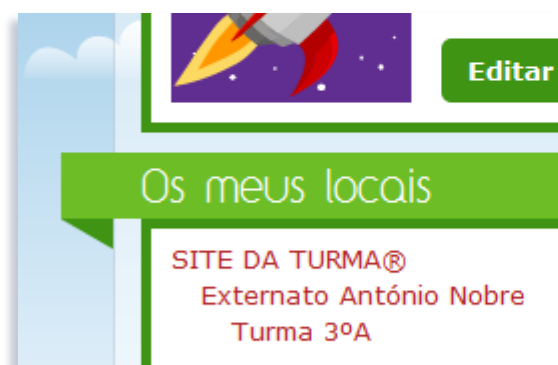 Editar
Os meus locais
SITE DA TURMA®
Externato António Nobre
Turma 3ºA